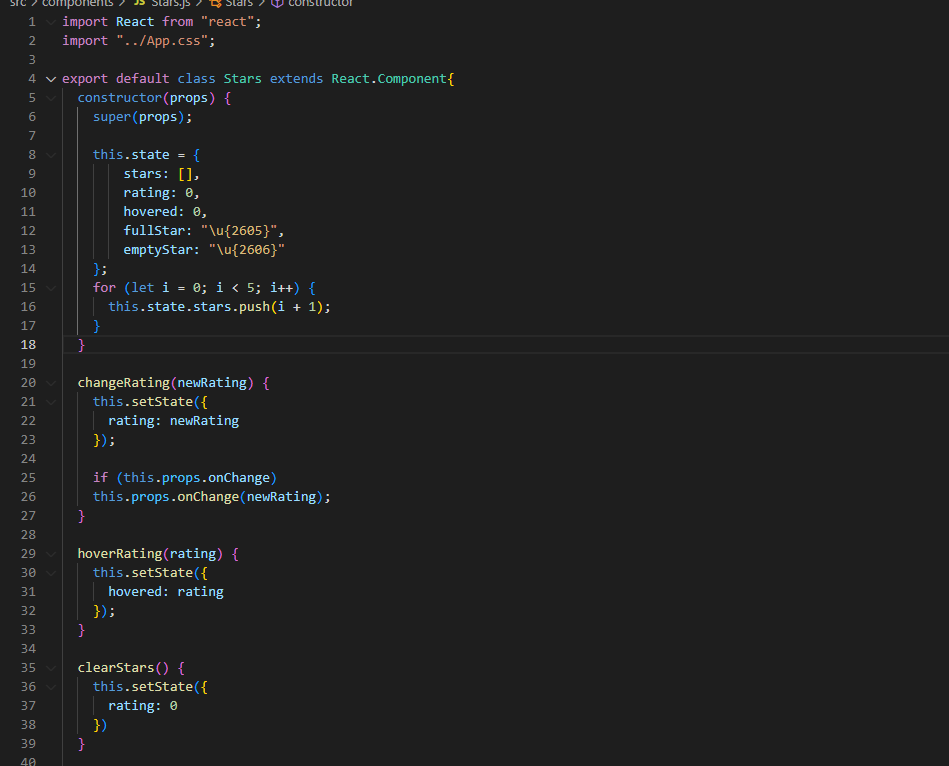 src > components > JS Stars.js > Stars > constructor
1 import React from "react";
2 import "../App.css";
3
4 export default class Stars extends React.Component{
5 constructor(props) {
6 super(props);
7
8 this.state = {
9 stars: [],
10 rating: 0,
11 hovered: 0,
12 fullStar: "\u{2605}",
13 emptyStar: "\u{2606}"
14 };
15 for (let i = 0; i < 5; i++) {
16 this.state.stars.push(i + 1);
17 }
18 }
19
20 changeRating(newRating) {
21 this.setState({
22 rating: newRating
23 });
24
25 if (this.props.onChange)
26 this.props.onChange(newRating);
27 }
28
29 hoverRating(rating) {
30 this.setState({
31 hovered: rating
32 });
33 }
34
35 clearStars() {
36 this.setState({
37 rating: 0
38 })
39 }
40